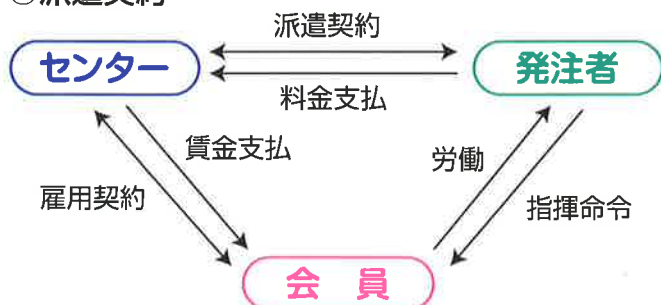 派遣契約
センター
発注者
料金支払
賃金支払
労働
雇用契約
指揮命令
会 員